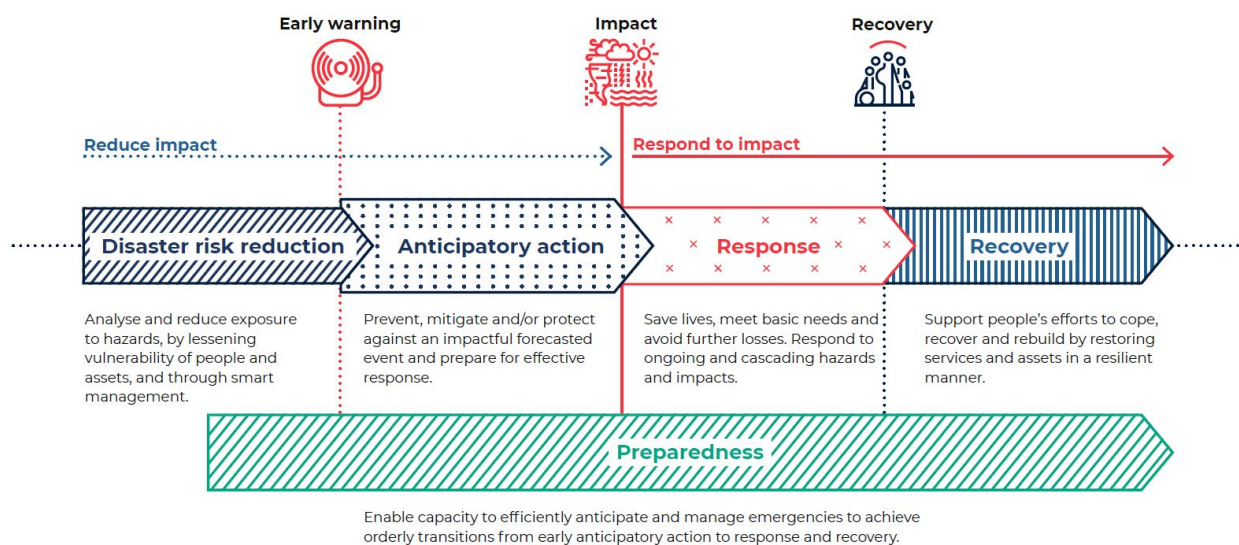 Early warning
Impact
Recovery
Reduce impact
Respond to impact
Disaster risk reduction
Anticipatory action
Response
Recovery
Analyse and reduce exposure
to hazards, by lessening
vulnerability of people and
assets, and through smart
management.
Prevent, mitigate and/or protect
against an impactful forecasted
event and prepare for effective
response.
Save lives, meet basic needs and
avoid further losses. Respond to
ongoing and cascading hazards
and impacts.
Support people’s efforts to cope,
recover and rebuild by restoring
services and assets in a resilient
manner.
Preparedness
Enable capacity to efficiently anticipate and manage emergencies to achieve
orderly transitions from early anticipatory action to response and recovery.